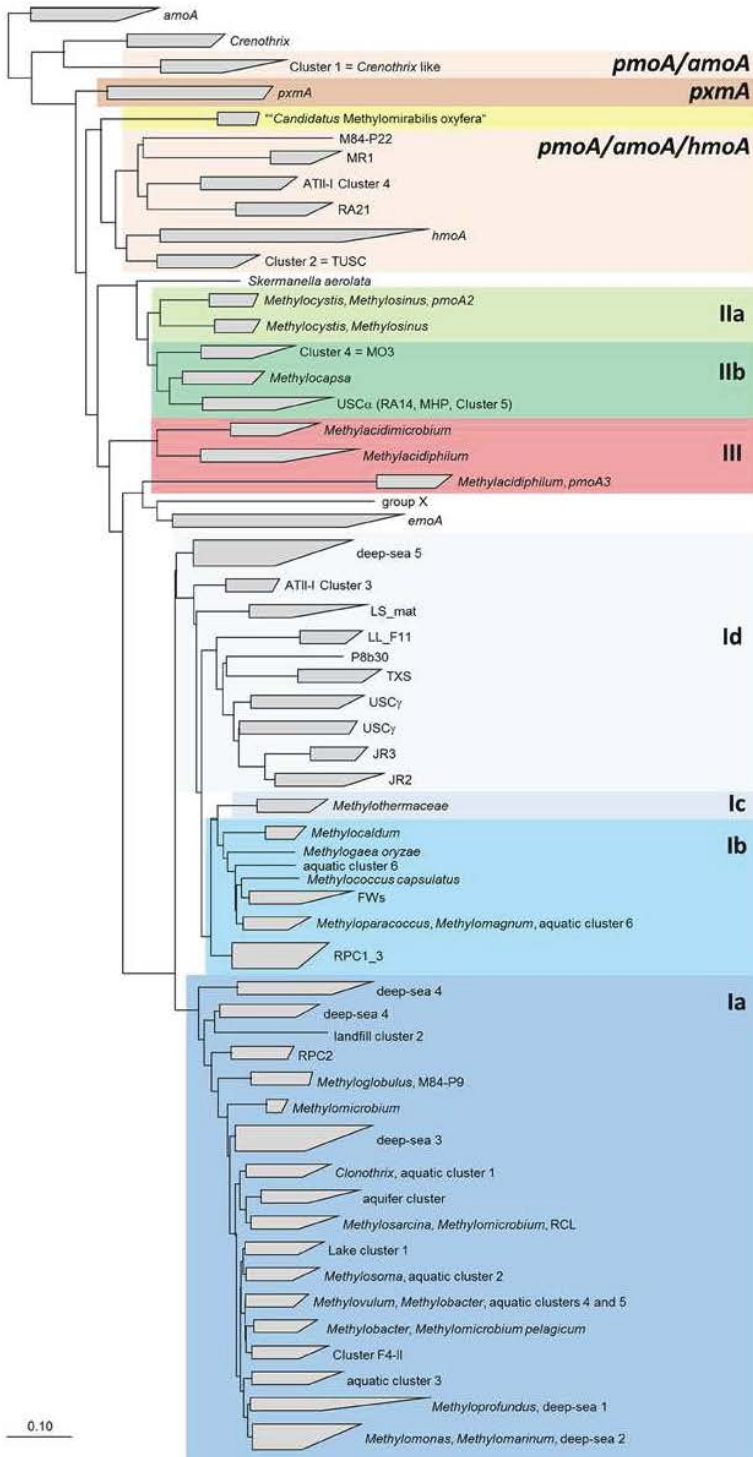 amoA
Crenothrix
Cluster 1 = Crenothrix like
pmoA/amoA
pxmA
pxmA
""Candidatus Methylomirabilis oxyfera"
M84-P22
pmoA/amoA/hmoA
MR1
ATII-I Cluster 4
RA21
hmoA
Cluster 2 = TUSC
Skermanella aerolata
Methylocystis, Methylosinus, pmoA2
IIa
Methylocystis, Methylosinus
Cluster 4 = MO3
Methylocapsa
IIb
USCα (RA14, MHP, Cluster 5)
Methylacidimicrobium
III
Methylacidiphilum
Methylacidiphilum, pmoA3
group X
emoA
deep-sea 5
ATII-I Cluster 3
LS_mat
LL_F11
Id
P8b30
TXS
USCγ
USCγ
JR3
JR2
Methylothermaceae
Ic
Methylocaldum
Ib
Methylogaea oryzae
aquatic cluster 6
Methylococcus capsulatus
FWs
Methyloparacoccus, Methylomagnum, aquatic cluster 6
RPC1_3
deep-sea 4
Ia
deep-sea 4
landfill cluster 2
RPC2
Methyloglobulus, M84-P9
Methylomicrobium
deep-sea 3
Clonothrix, aquatic cluster 1
aquifer cluster
Methylosarcina, Methylomicrobium, RCL
Lake cluster 1
Methylosoma, aquatic cluster 2
Methylovulum, Methylobacter, aquatic clusters 4 and 5
Methylobacter, Methylomicrobium pelagicum
Cluster F4-II
aquatic cluster 3
Methyloprofundus, deep-sea 1
0.10
Methylomonas, Methylomarinum, deep-sea 2